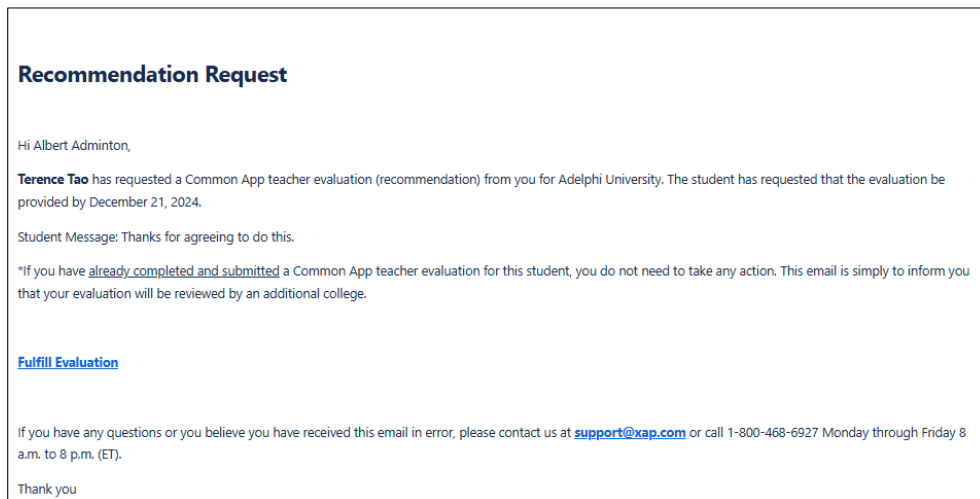 Recommendation Request
Hi Albert Adminton,
Terence Tao has requested a Common App teacher evaluation (recommendation) from you for Adelphi University. The student has requested that the evaluation be
provided by December 21, 2024.
Student Message: Thanks for agreeing to do this.
*If you have already completed and submitted a Common App teacher evaluation for this student, you do not need to take any action. This email is simply to inform you
that your evaluation will be reviewed by an additional college.
Fulfill Evaluation
If you have any questions or you believe you have received this email in error, please contact us at support@xap.com or call 1-800-468-6927 Monday through Friday 8
a.m. to 8 p.m. (ET).
Thank you